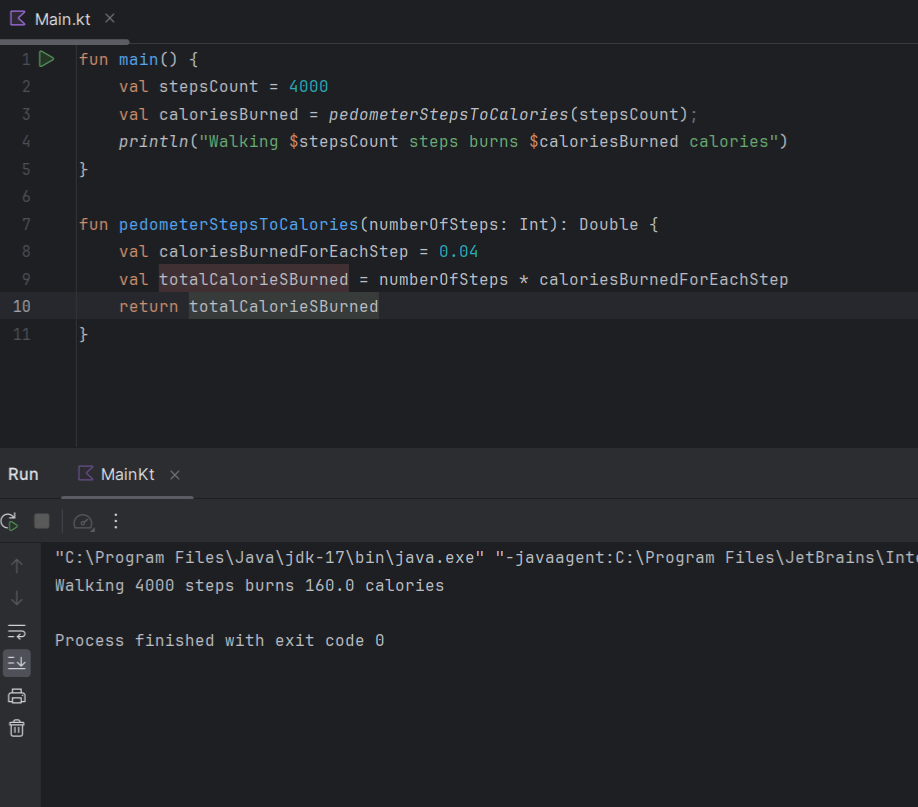 Main.kt
1 fun main() {
2 val stepsCount = 4000
3 val caloriesBurned = pedometerStepsToCalories(stepsCount);
4 println("Walking $stepsCount steps burns $caloriesBurned calories")
5 }
6
7 fun pedometerStepsToCalories(numberOfSteps: Int): Double {
8 val caloriesBurnedForEachStep = 0.04
9 val totalCalorieSBurned = numberOfSteps * caloriesBurnedForEachStep
10 return totalCalorieSBurned
11 }
Run MainKt
"C:\Program Files\Java\jdk-17\bin\java.exe" "-javaagent:C:\Program Files\JetBrains\Inte
Walking 4000 steps burns 160.0 calories
Process finished with exit code 0